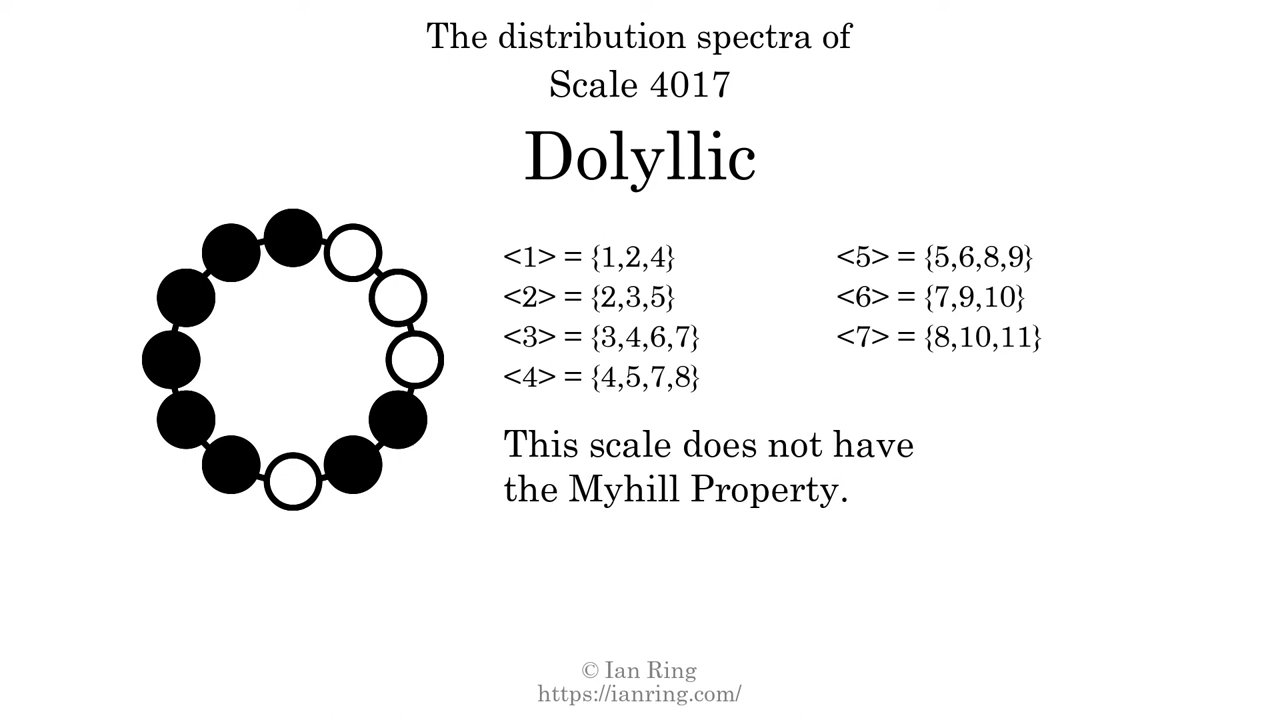 The distribution spectra of
Scale 4017
Dolyllic
<1> = {1,2,4}
<2> = {2,3,5}
<3> = {3,4,6,7}
<4> = {4,5,7,8}
<5> = {5,6,8,9}
<6> = {7,9,10}
<7> = {8,10,11}
This scale does not have
the Myhill Property.
© Ian Ring
https://ianring.com/